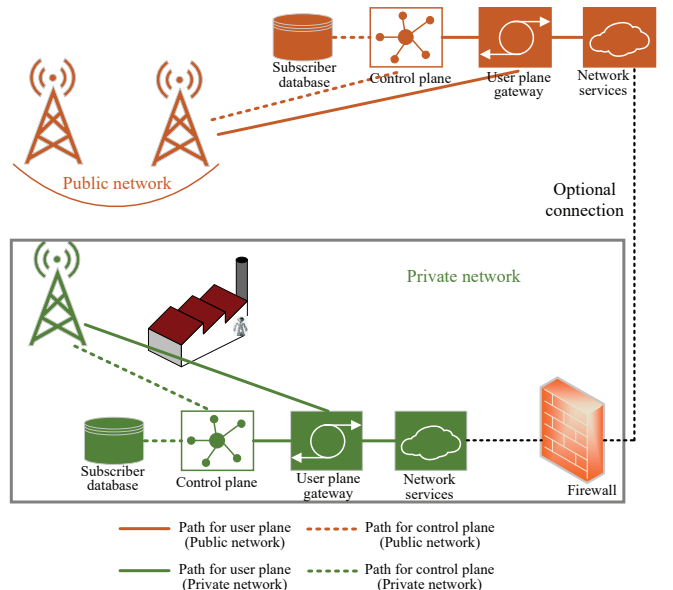 Subscriber
database
Control plane
User plane
gateway
Network
services
Public network
Optional
connection
Private network
Subscriber
database
Control plane
User plane
gateway
Network
services
Firewall
Path for user plane
(Public network)
Path for control plane
(Public network)
Path for user plane
(Private network)
Path for control plane
(Private network)